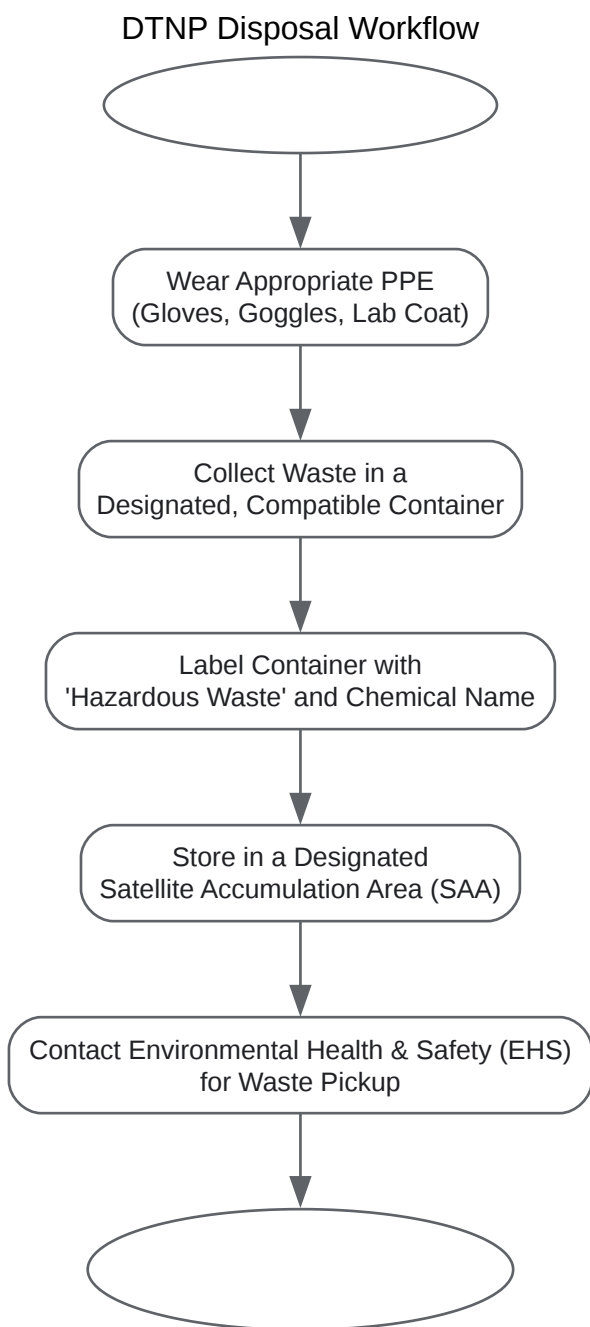 DTNP Disposal Workflow
Wear Appropriate PPE
(Gloves, Goggles, Lab Coat)
Collect Waste in a
Designated, Compatible Container
Label Container with
'Hazardous Waste' and Chemical Name
Store in a Designated
Satellite Accumulation Area (SAA)
Contact Environmental Health & Safety (EHS)
for Waste Pickup